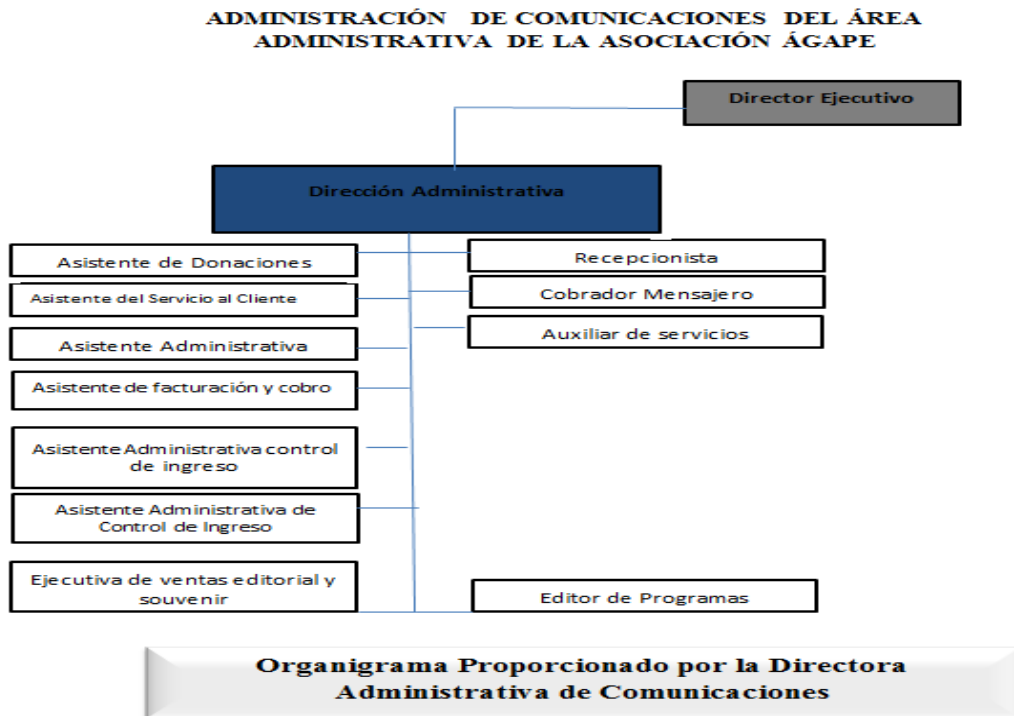 ADMINISTRACIÓN DE COMUNICACIONES DEL ÁREA
ADMINISTRATIVA DE LA ASOCIACIÓN ÁGAPE
Director Ejecutivo
Dirección Administrativa
Asistente de Donaciones
Recepcionista
Asistente del Servicio al Cliente
Cobrador Mensajero
Asistente Administrativa
Auxiliar de servicios
Asistente de facturación y cobro
Asistente Administrativa control
de ingreso
Asistente Administrativa de
Control de Ingreso
Ejecutiva de ventas editorial y
souvenir
Editor de Programas
Organigrama Proporcionado por la Directora
Administrativa de Comunicaciones